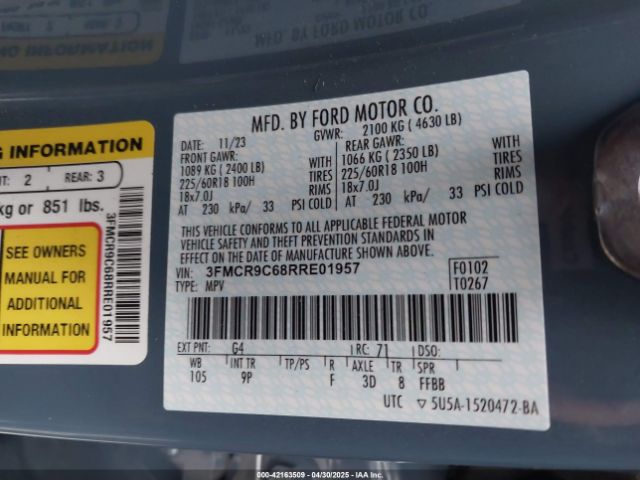 MFD. BY FORD MOTOR CO.
DATE: 11/23 GVWR: 2100 KG ( 4630 LB)
FRONT GAWR: REAR GAWR:
1089 KG ( 2400 LB) WITH 1066 KG ( 2350 LB) WITH
225/60R18 100H TIRES 225/60R18 100H TIRES
18x7.0J RIMS 18x7.0J RIMS
AT 230 kPa/ 33 PSI COLD AT 230 kPa/ 33 PSI COLD
THIS VEHICLE CONFORMS TO ALL APPLICABLE FEDERAL MOTOR
VEHICLE SAFETY AND THEFT PREVENTION STANDARDS IN
EFFECT ON THE DATE OF MANUFACTURE SHOWN ABOVE.
VIN: 3FMCR9C68RRE01957 F0102
TYPE: MPV T0267
EXT PNT: G4 RC: 71 DSO:
WB INT TR TP/PS R AXLE TR SPR
105 9P F 3D 8 FFBB
UTC ▽ 5U5A-1520472-BA
G INFORMATION
NT: 2 REAR: 3
kg or 851 lbs.
SEE OWNERS
MANUAL FOR
ADDITIONAL
INFORMATION
3FMCR9C68RRE01957
000-42163509 - 04/30/2025 - IAAI.COM